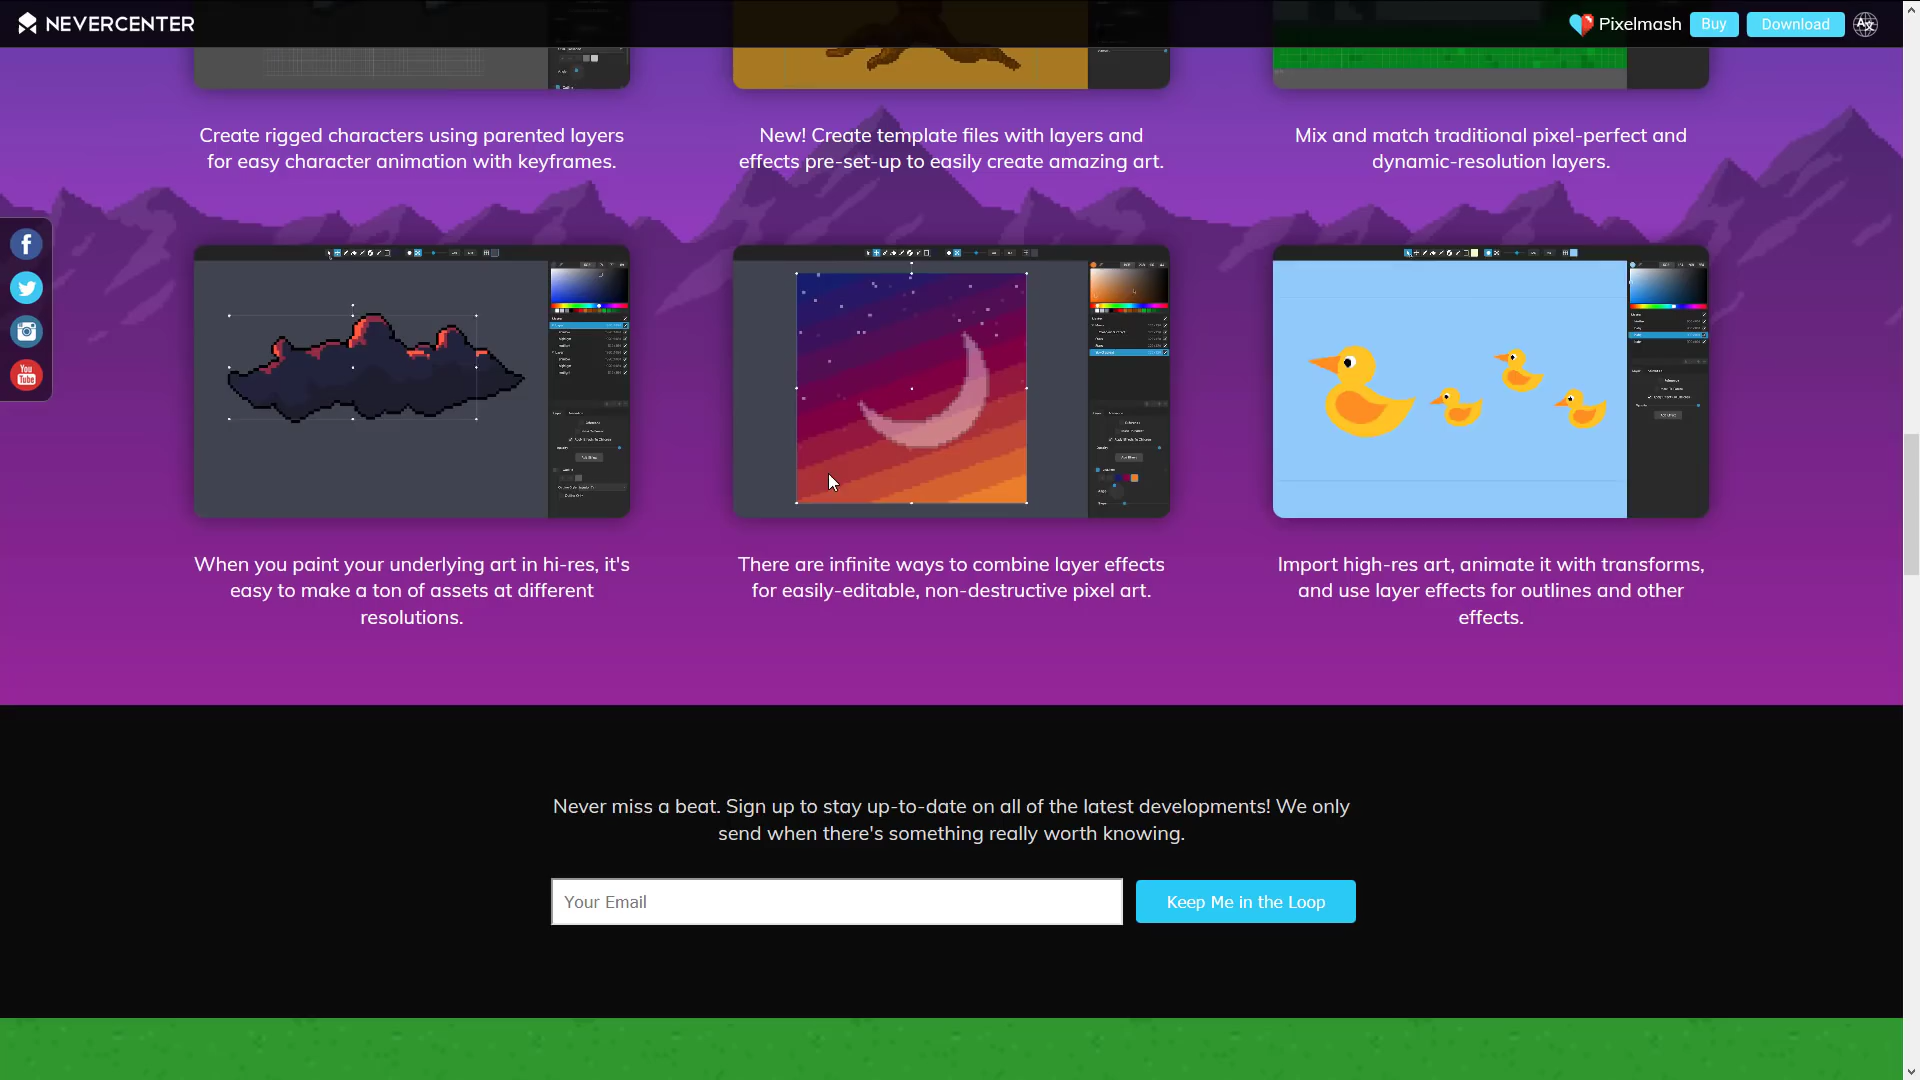 NEVERCENTER
Pixelmash
Buy
Download
Create rigged characters using parented layers
for easy character animation with keyframes.
New! Create template files with layers and
effects pre-set-up to easily create amazing art.
Mix and match traditional pixel-perfect and
dynamic-resolution layers.
You
Tube
When you paint your underlying art in hi-res, it's
easy to make a ton of assets at different
resolutions.
There are infinite ways to combine layer effects
for easily-editable, non-destructive pixel art.
Import high-res art, animate it with transforms,
and use layer effects for outlines and other
effects.
Never miss a beat. Sign up to stay up-to-date on all of the latest developments! We only
send when there's something really worth knowing.
Your Email
Keep Me in the Loop